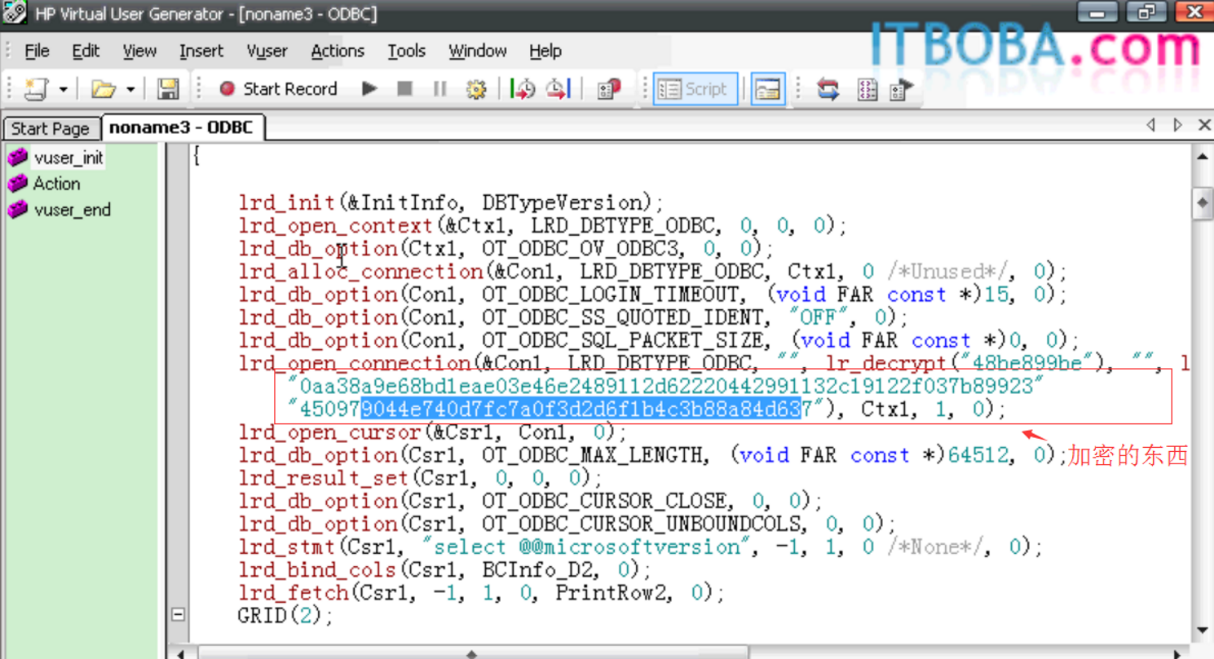 HP Virtual User Generator - [noname3 - ODBC]
ITBOBA.com
File Edit View Insert Vuser Actions Tools Window Help
Start Record Script
Start Page noname3 - ODBC
vuser_init
Action
vuser_end
{
lrd_init(&InitInfo, DBTypeVersion);
lrd_open_context(&Ctx1, LRD_DBTYPE_ODBC, 0, 0, 0);
lrd_db_option(Ctx1, OT_ODBC_OV_ODBC3, 0, 0);
lrd_alloc_connection(&Con1, LRD_DBTYPE_ODBC, Ctx1, 0 /*Unused*/, 0);
lrd_db_option(Con1, OT_ODBC_LOGIN_TIMEOUT, (void FAR const *)15, 0);
lrd_db_option(Con1, OT_ODBC_SS_QUOTED_IDENT, "OFF", 0);
lrd_db_option(Con1, OT_ODBC_SQL_PACKET_SIZE, (void FAR const *)0, 0);
lrd_open_connection(&Con1, LRD_DBTYPE_ODBC, "", lr_decrypt("48be899be"), "", l
"0aa38a9e68bd1eae03e46e2489112d62220442991132c19122f037b89923"
"450979044e740d7fc7a0f3d2d6f1b4c3b88a84d637"), Ctx1, 1, 0);
lrd_open_cursor(&Csr1, Con1, 0);
lrd_db_option(Csr1, OT_ODBC_MAX_LENGTH, (void FAR const *)64512, 0);
加密的东西
lrd_result_set(Csr1, 0, 0, 0);
lrd_db_option(Csr1, OT_ODBC_CURSOR_CLOSE, 0, 0);
lrd_db_option(Csr1, OT_ODBC_CURSOR_UNBOUNDCOLS, 0, 0);
lrd_stmt(Csr1, "select @@microsoftversion", -1, 1, 0 /*None*/, 0);
lrd_bind_cols(Csr1, BCInfo_D2, 0);
lrd_fetch(Csr1, -1, 1, 0, PrintRow2, 0);
GRID(2);